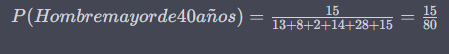 P(Hombremayorde40años) = 15/(13+8+2+14+28+15) = 15/80